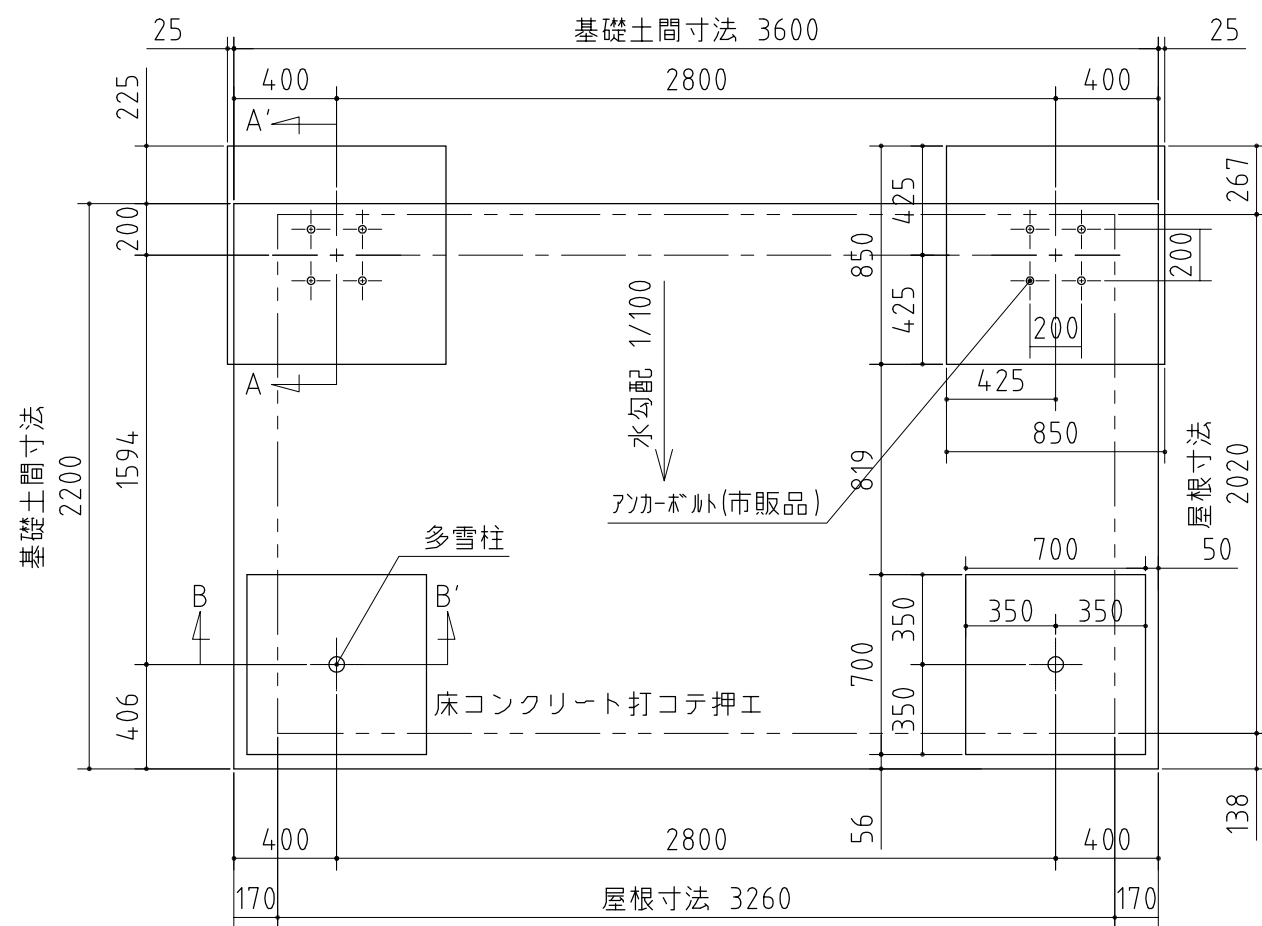 25
基礎土間寸法 3600
25
400
2800
400
225
A'
200
425
267
850
200
425
200
水勾配 1/100
A
425
850
基礎土間寸法
2200
1594
819
屋根寸法
2020
アンカーボルト(市販品)
多雪柱
700
50
B
B'
350
350
350
700
350
406
床コンクリート打コテ押エ
56
138
400
2800
400
170
屋根寸法 3260
170